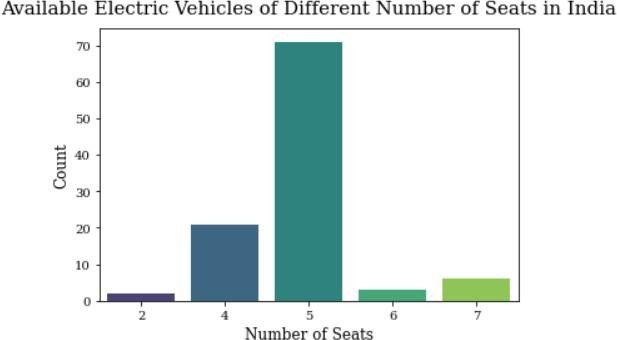 Available Electric Vehicles of Different Number of Seats in India
70
60
50
40
30
20
10
0
Count
2 4 5 6 7
Number of Seats